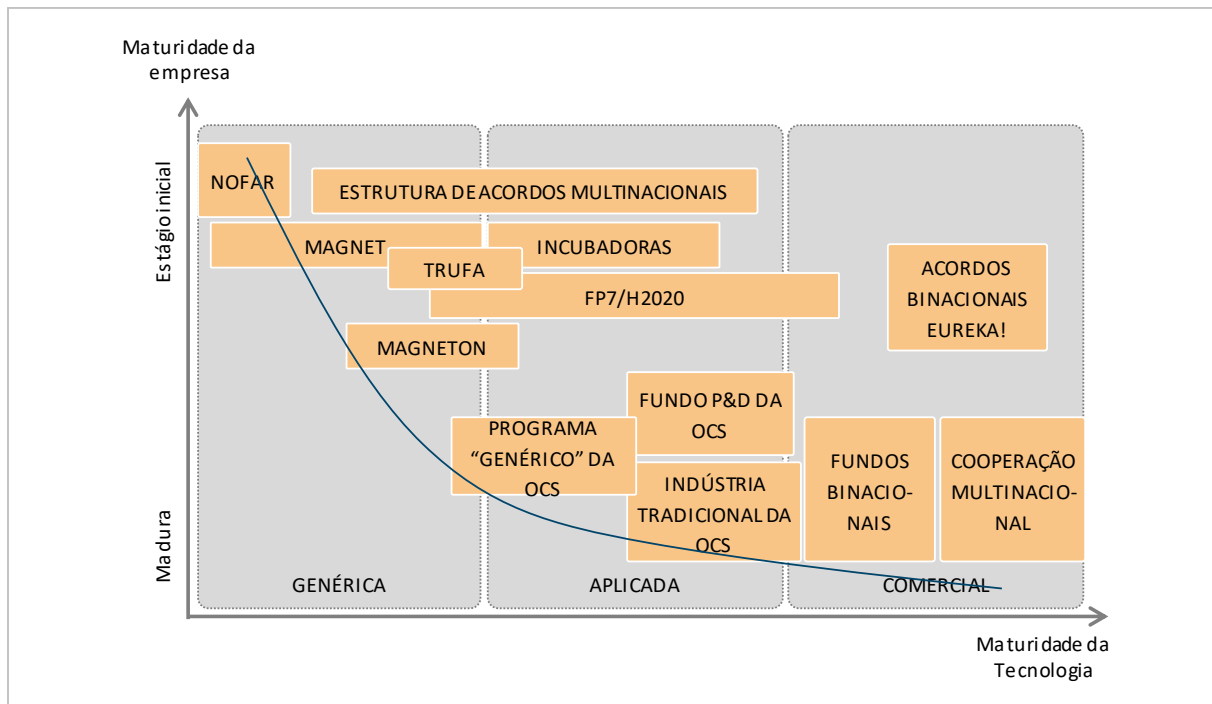 Maturidade da
empresa
Estágio inicial
Madura
NOFAR
ESTRUTURA DE ACORDOS MULTINACIONAIS
MAGNET
INCUBADORAS
TRUFA
FP7/H2020
ACORDOS
BINACIONAIS
EUREKA!
MAGNETON
FUNDO P&D DA
OCS
PROGRAMA
“GENÉRICO” DA
OCS
INDÚSTRIA
TRADICIONAL DA
OCS
FUNDOS
BINACIO-
NAIS
COOPERAÇÃO
MULTINACIO-
NAL
GENÉRICA
APLICADA
COMERCIAL
Maturidade da
Tecnologia